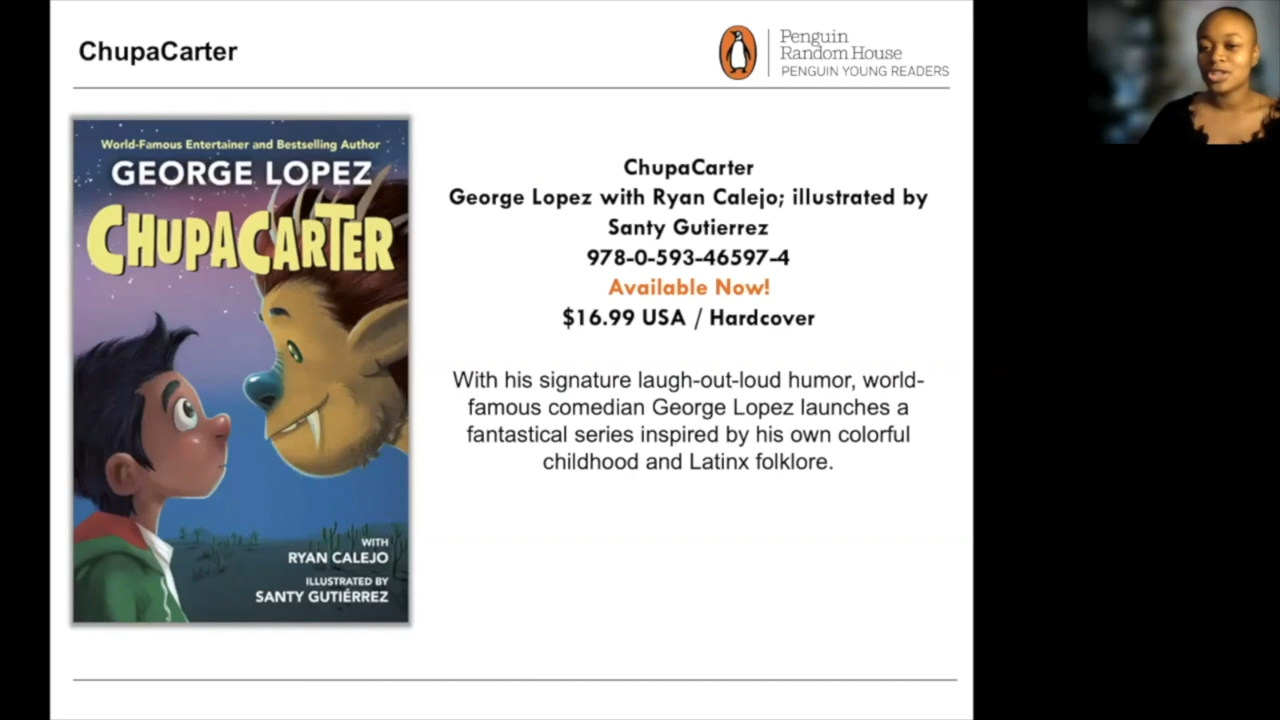 ChupaCarter
Penguin
Random House
PENGUIN YOUNG READERS
World-Famous Entertainer and Bestselling Author
GEORGE LOPEZ
CHUPACARTER
WITH
RYAN CALEJO
ILLUSTRATED BY
SANTY GUTIÉRREZ
ChupaCarter
George Lopez with Ryan Calejo; illustrated by
Santy Gutierrez
978-0-593-46597-4
Available Now!
$16.99 USA / Hardcover
With his signature laugh-out-loud humor, world-
famous comedian George Lopez launches a
fantastical series inspired by his own colorful
childhood and Latinx folklore.